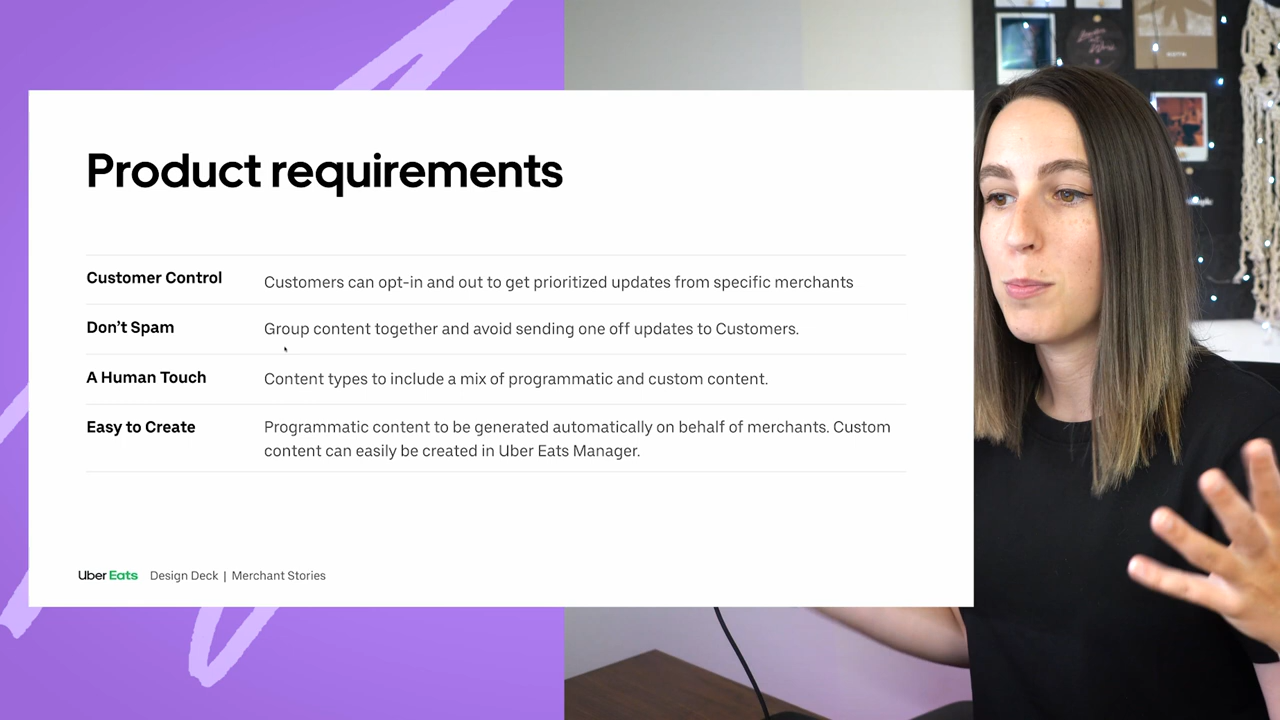 Product requirements
Customer Control
Customers can opt-in and out to get prioritized updates from specific merchants
Don't Spam
Group content together and avoid sending one off updates to Customers.
A Human Touch
Content types to include a mix of programmatic and custom content.
Easy to Create
Programmatic content to be generated automatically on behalf of merchants. Custom
content can easily be created in Uber Eats Manager.
Uber Eats Design Deck | Merchant Stories